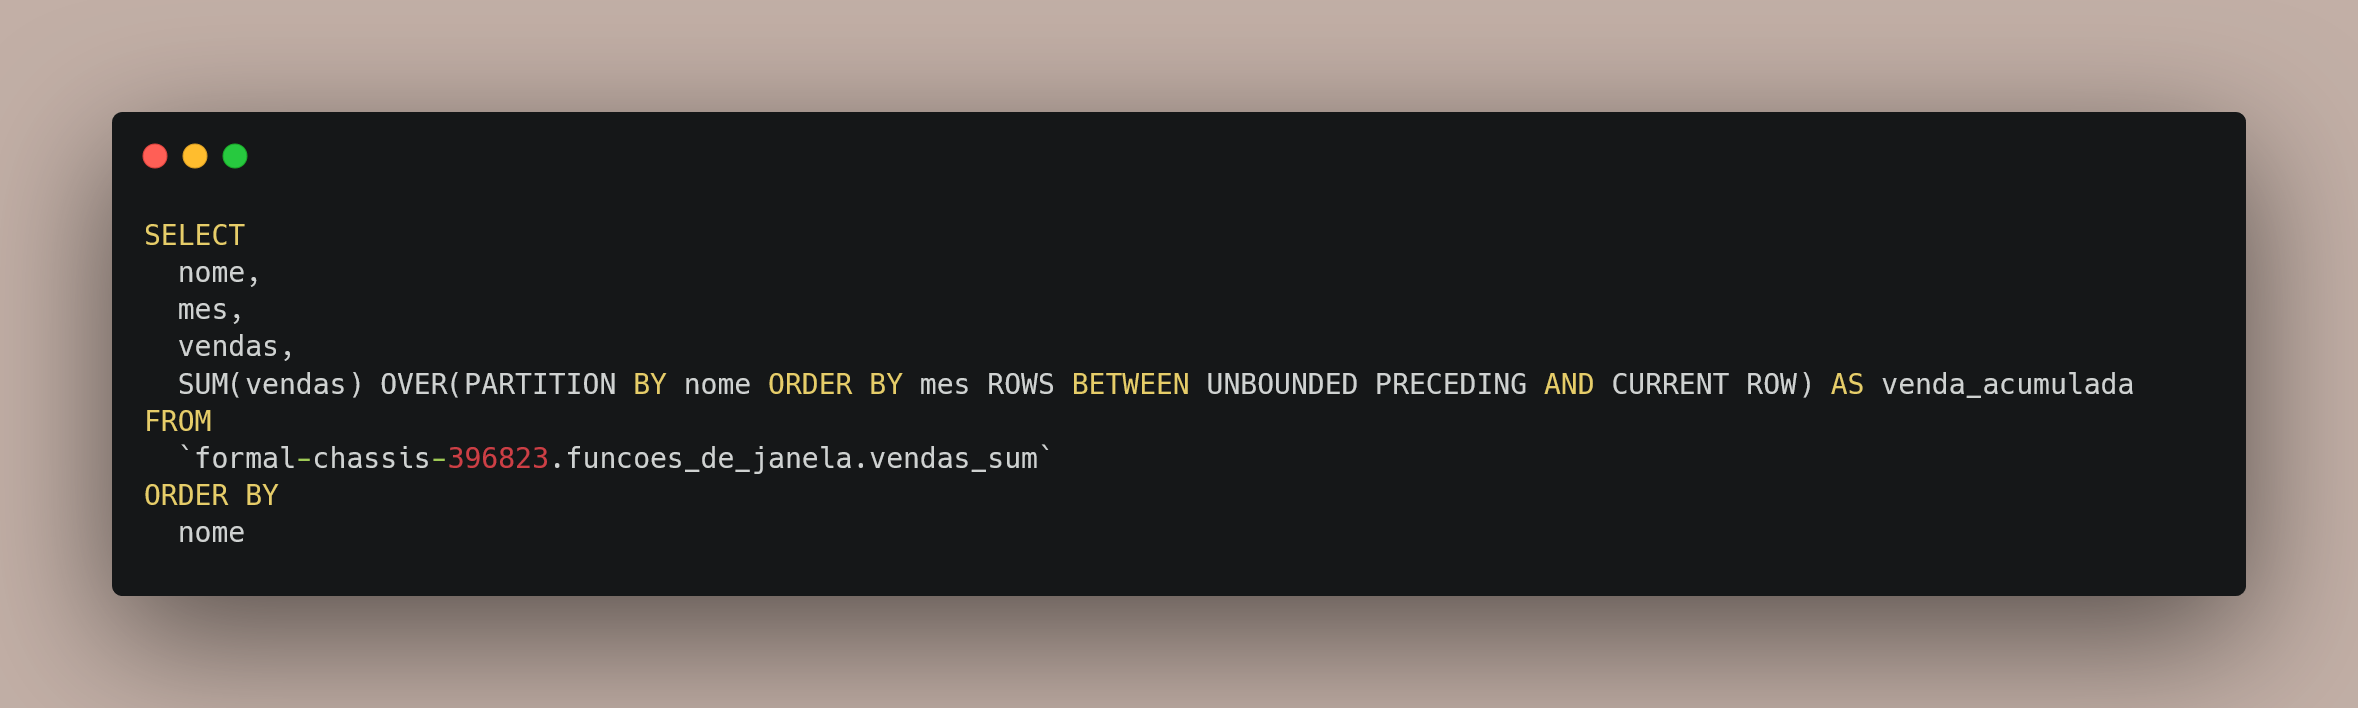 SELECT
  nome,
  mes,
  vendas,
  SUM(vendas) OVER(PARTITION BY nome ORDER BY mes ROWS BETWEEN UNBOUNDED PRECEDING AND CURRENT ROW) AS venda_acumulada
FROM
  `formal-chassis-396823.funcoes_de_janela.vendas_sum`
ORDER BY
  nome